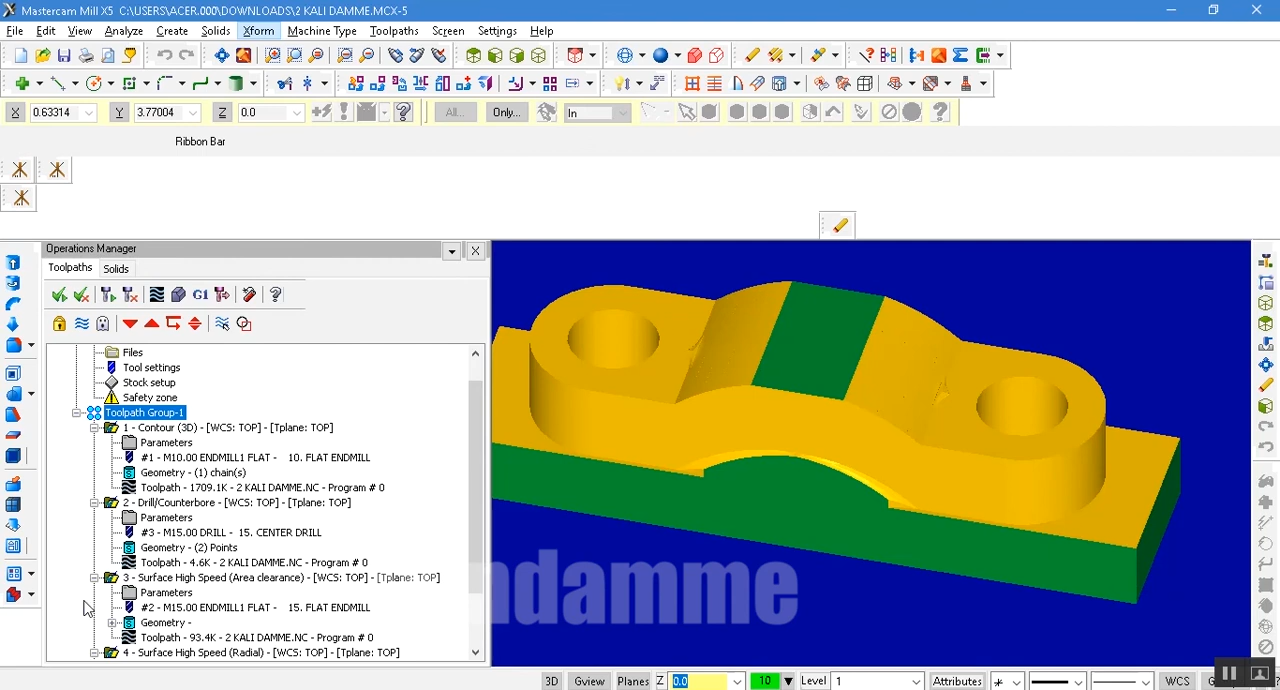 Mastercam Mill X5 C:\USERS\ACER.000\DOWNLOADS\2 KALI DAMME.MCX-5
File Edit View Analyze Create Solids Xform Machine Type Toolpaths Screen Settings Help
X 0.63314 Y 3.77004 Z 0.0 All... Only... In
Ribbon Bar
Operations Manager
Toolpaths Solids
G1
Files
Tool settings
Stock setup
Safety zone
Toolpath Group-1
1 - Contour (3D) - [WCS: TOP] - [Tplane: TOP]
Parameters
#1 - M10.00 ENDMILL1 FLAT - 10. FLAT ENDMILL
Geometry - (1) chain(s)
Toolpath - 1709.1K - 2 KALI DAMME.NC - Program # 0
2 - Drill/Counterbore - [WCS: TOP] - [Tplane: TOP]
Parameters
#3 - M15.00 DRILL - 15. CENTER DRILL
Geometry - (2) Points
Toolpath - 4.6K - 2 KALI DAMME.NC - Program # 0
3 - Surface High Speed (Area clearance) - [WCS: TOP] - [Tplane: TOP]
Parameters
#2 - M15.00 ENDMILL1 FLAT - 15. FLAT ENDMILL
Geometry -
Toolpath - 93.4K - 2 KALI DAMME.NC - Program # 0
4 - Surface High Speed (Radial) - [WCS: TOP] - [Tplane: TOP]
ndamme
3D Gview Planes Z 0.0 10 Level 1 Attributes WCS